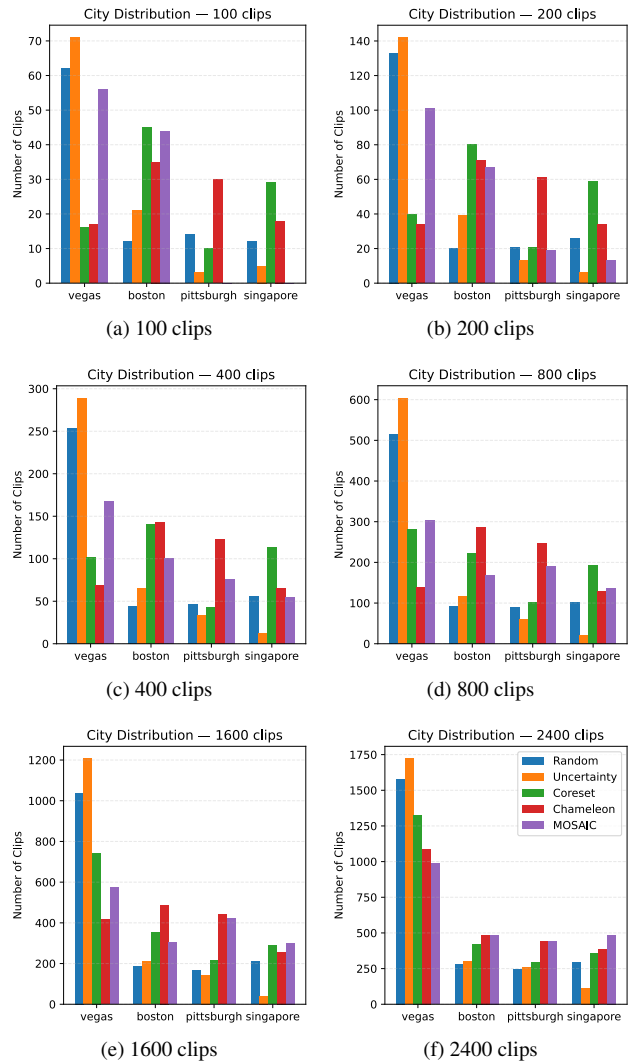 City Distribution — 100 clips
Number of Clips
70
60
50
40
30
20
10
0
vegas boston pittsburgh singapore
(a) 100 clips
City Distribution — 200 clips
Number of Clips
140
120
100
80
60
40
20
0
vegas boston pittsburgh singapore
(b) 200 clips
City Distribution — 400 clips
Number of Clips
300
250
200
150
100
50
0
vegas boston pittsburgh singapore
(c) 400 clips
City Distribution — 800 clips
Number of Clips
600
500
400
300
200
100
0
vegas boston pittsburgh singapore
(d) 800 clips
City Distribution — 1600 clips
Number of Clips
1200
1000
800
600
400
200
0
vegas boston pittsburgh singapore
(e) 1600 clips
City Distribution — 2400 clips
Number of Clips
1750
1500
1250
1000
750
500
250
0
Random
Uncertainty
Coreset
Chameleon
MOSAIC
vegas boston pittsburgh singapore
(f) 2400 clips